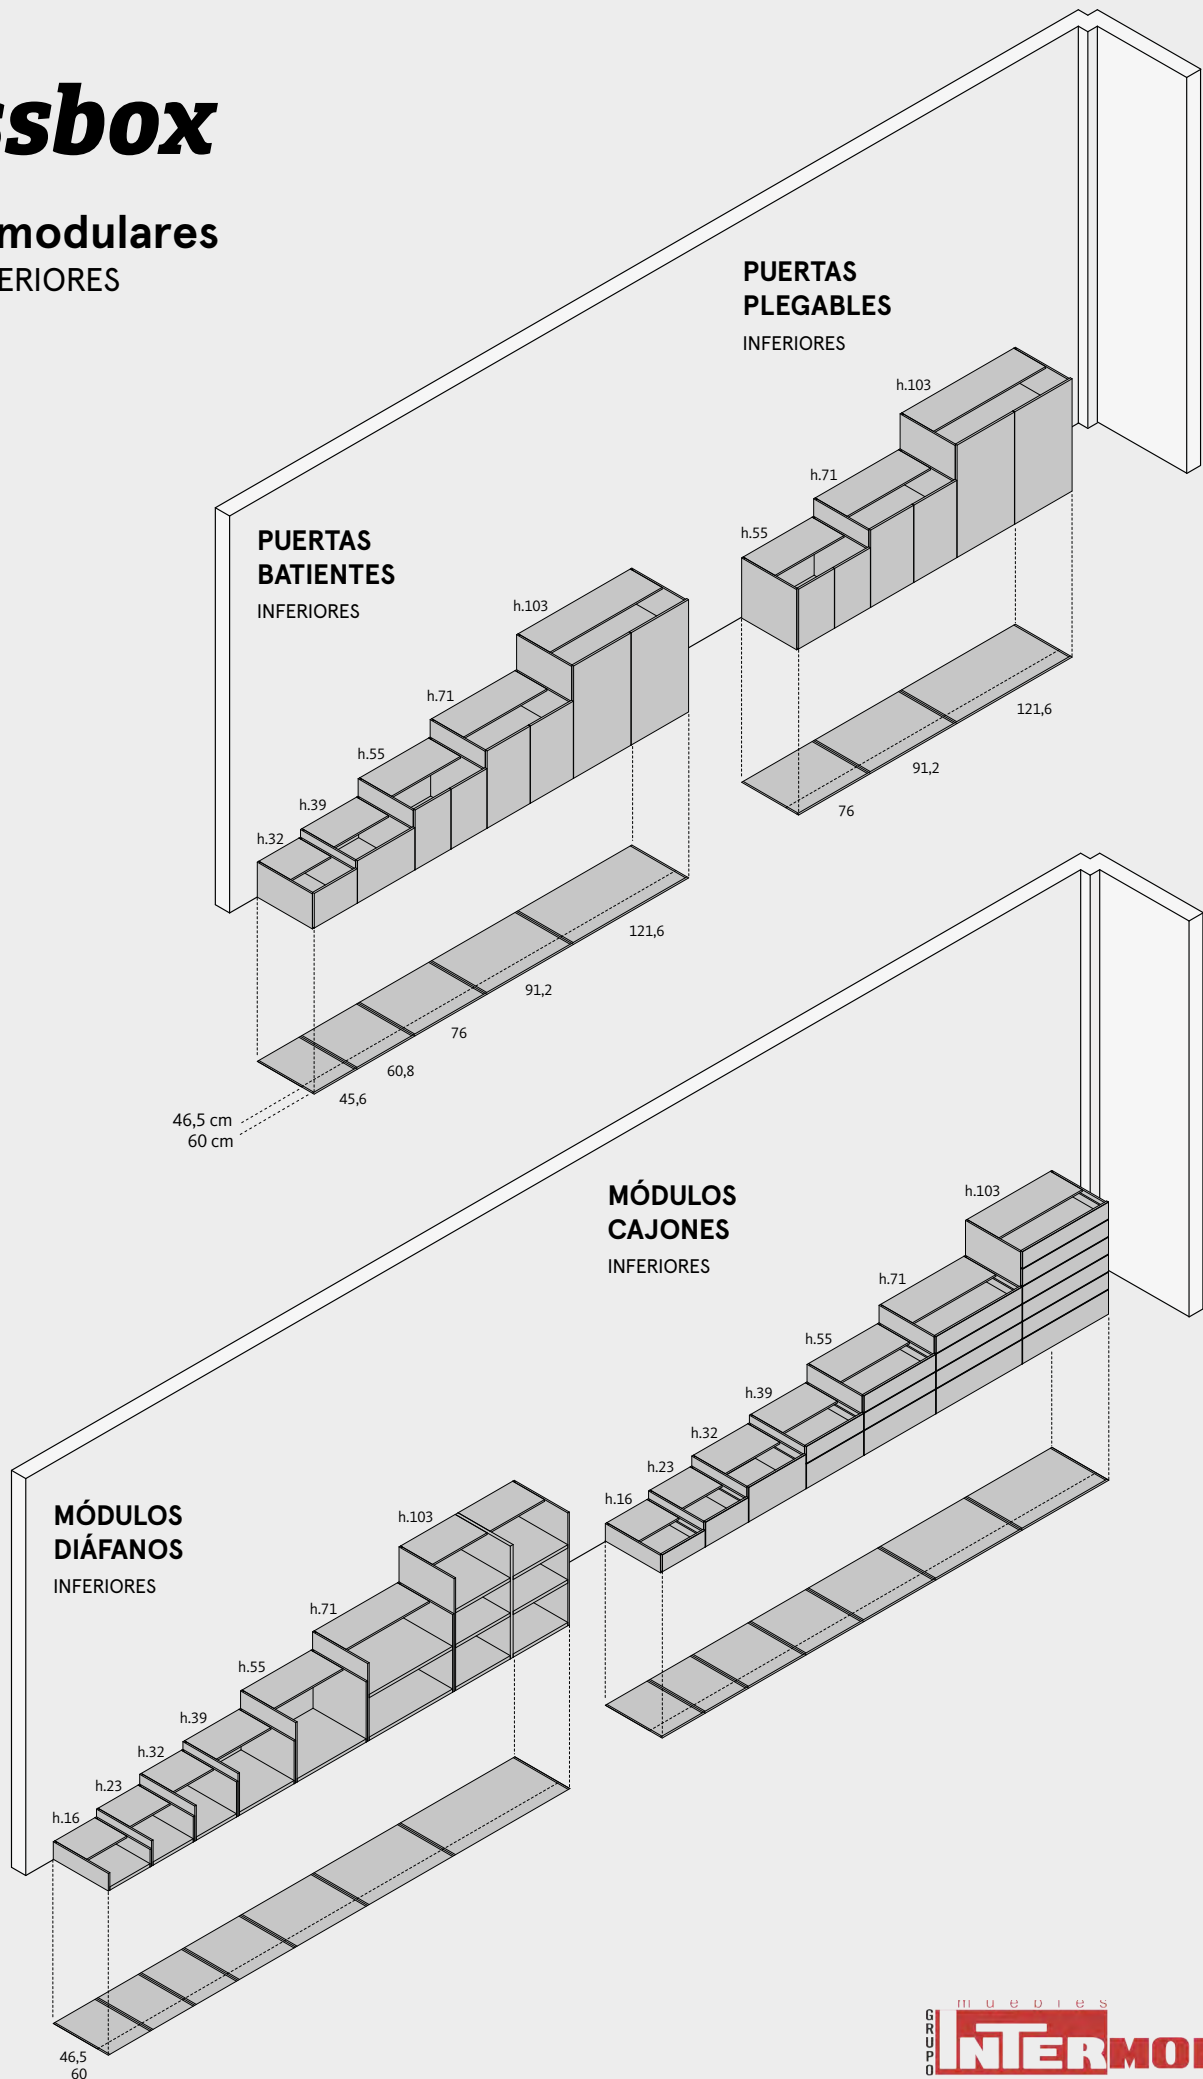 ssbox
modulares
ERIORES
PUERTAS
PLEGABLES
INFERIORES
h.103
h.71
h.55
121,6
91,2
76
PUERTAS
BATIENTES
INFERIORES
h.103
h.71
h.55
h.39
h.32
121,6
91,2
76
60,8
45,6
46,5 cm
60 cm
MÓDULOS
CAJONES
INFERIORES
h.103
h.71
h.55
h.39
h.32
h.23
h.16
MÓDULOS
DIÁFANOS
INFERIORES
h.103
h.71
h.55
h.39
h.32
h.23
h.16
46,5
60
muebles
GRUPO
INTERMO